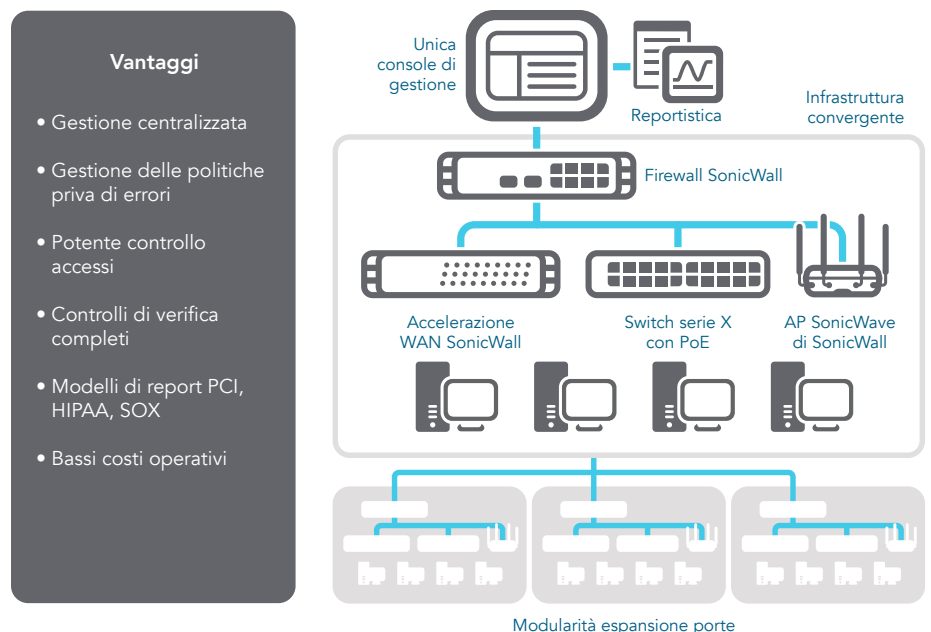 Vantaggi
• Gestione centralizzata
• Gestione delle politiche
priva di errori
• Potente controllo
accessi
• Controlli di verifica
completi
• Modelli di report PCI,
HIPAA, SOX
• Bassi costi operativi
Unica
console di
gestione
Reportistica
Infrastruttura
convergente
Firewall SonicWall
Accelerazione
WAN SonicWall
Switch serie X
con PoE
AP SonicWave
di SonicWall
Modularità espansione porte